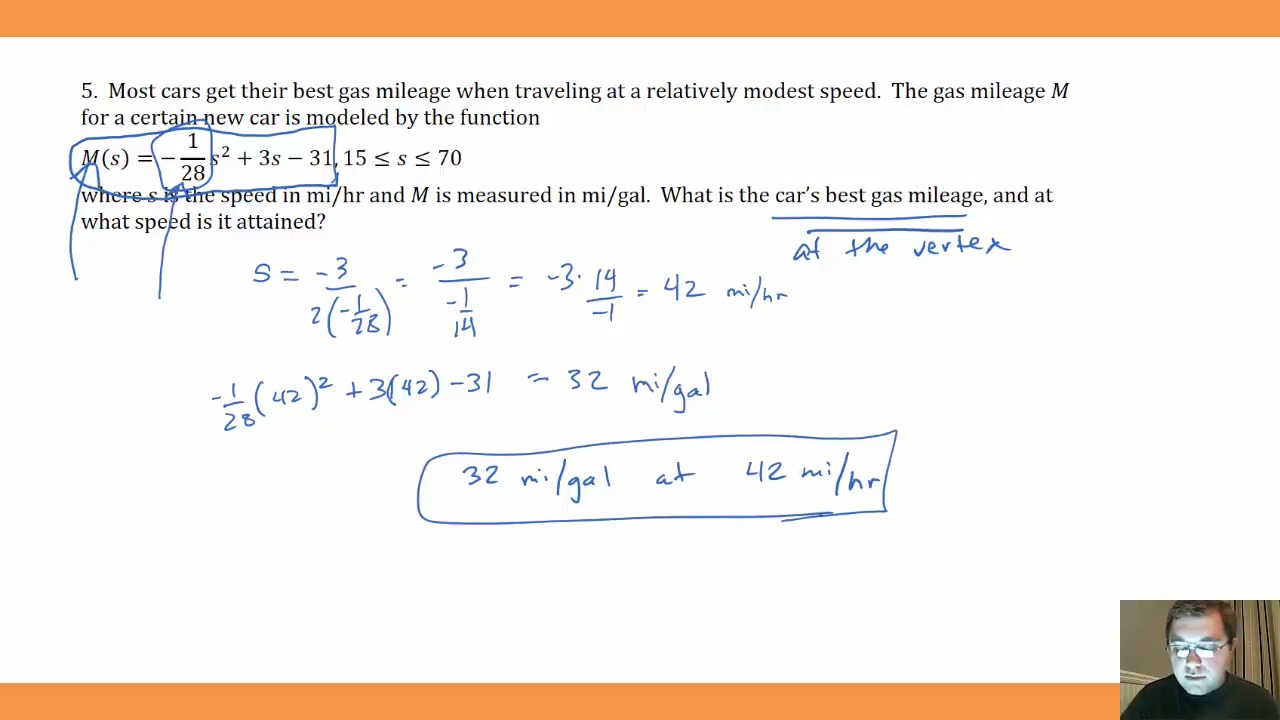 5. Most cars get their best gas mileage when traveling at a relatively modest speed. The gas mileage M
for a certain new car is modeled by the function
M(s) = −1/28 s² + 3s − 31, 15 ≤ s ≤ 70
where s is the speed in mi/hr and M is measured in mi/gal. What is the car's best gas mileage, and at
what speed is it attained?
at the vertex
s = -3/2(-1/28) = -3/(-1/14) = -3 · 14/-1 = 42 mi/hr
-1/28 (42)² + 3(42) - 31 = 32 mi/gal
32 mi/gal at 42 mi/hr